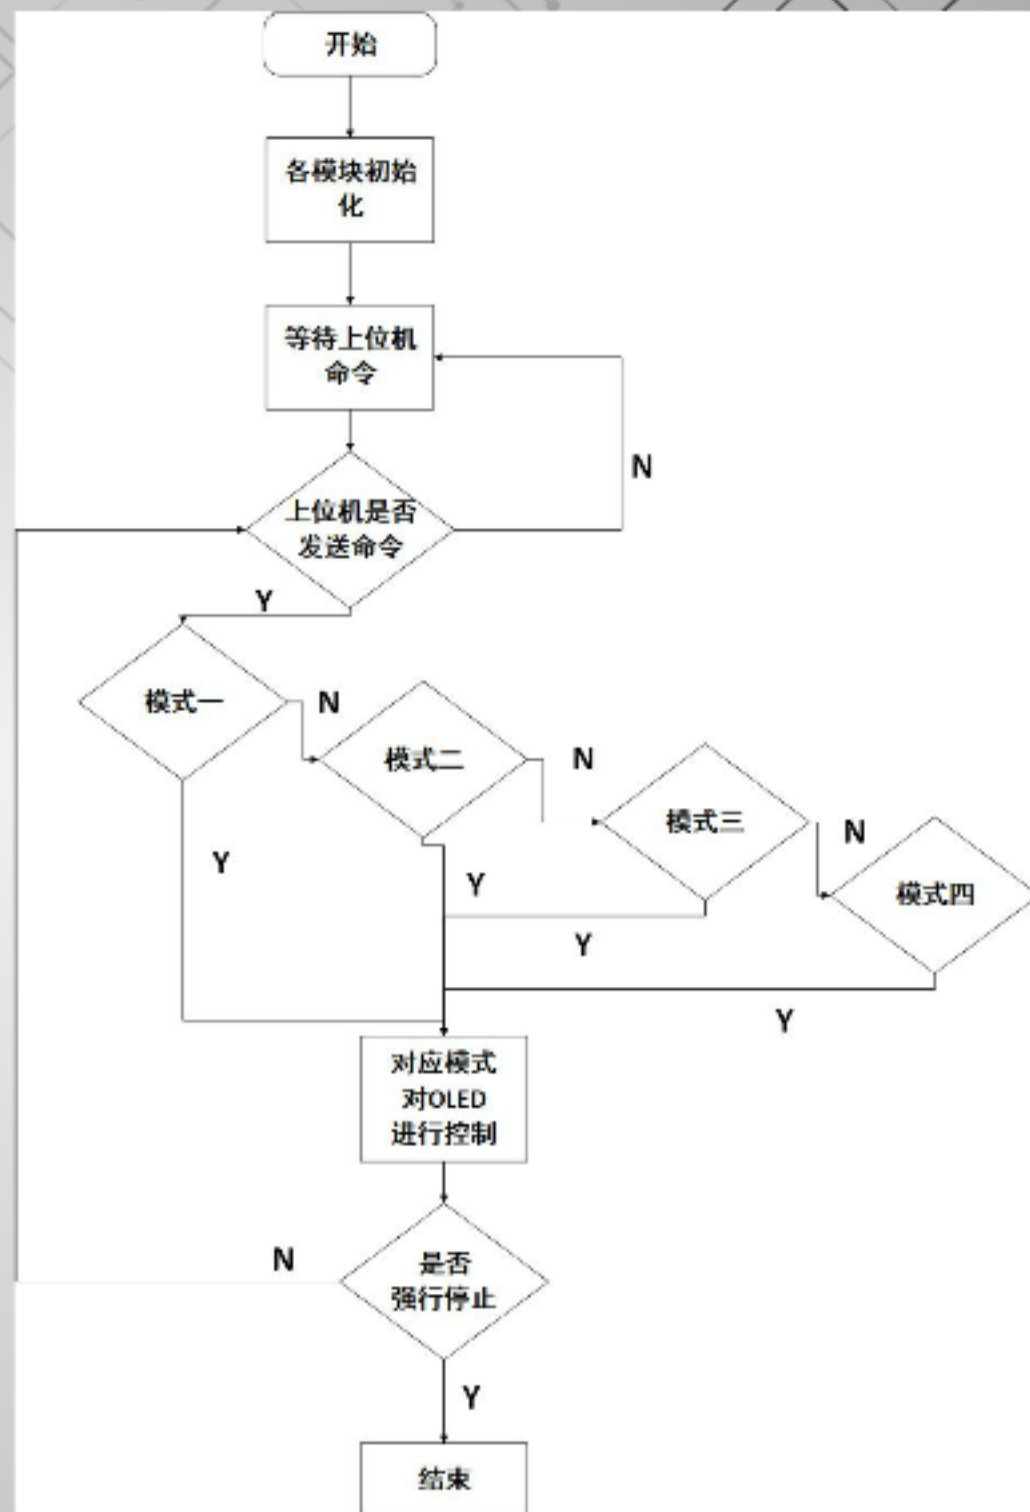 开始
各模块初始
化
等待上位机
命令
N
上位机是否
发送命令
Y
模式一
N
模式二
N
模式三
N
模式四
Y
Y
Y
Y
对应模式
对OLED
进行控制
N
是否
强行停止
Y
结束